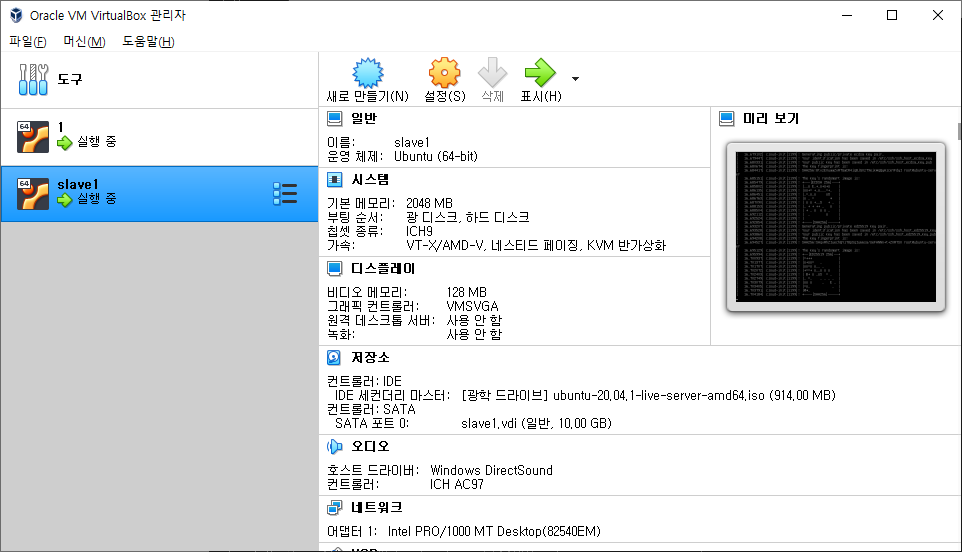 Oracle VM VirtualBox 관리자
파일(F) 머신(M) 도움말(H)
도구
새로 만들기(N) 설정(S) 삭제 표시(H)
64
1
실행 중
64
slave1
실행 중
일반
이름: slave1
운영 체제: Ubuntu (64-bit)
시스템
기본 메모리: 2048 MB
부팅 순서: 광 디스크, 하드 디스크
칩셋 종류: ICH9
가속: VT-x/AMD-V, 네스티드 페이징, KVM 반가상화
디스플레이
비디오 메모리: 128 MB
그래픽 컨트롤러: VMSVGA
원격 데스크톱 서버: 사용 안 함
녹화: 사용 안 함
미리 보기
저장소
컨트롤러: IDE
IDE 세컨더리 마스터: [광학 드라이브] ubuntu-20.04.1-live-server-amd64.iso (914.00 MB)
컨트롤러: SATA
SATA 포트 0: slave1.vdi (일반, 10.00 GB)
오디오
호스트 드라이버: Windows DirectSound
컨트롤러: ICH AC97
네트워크
어댑터 1: Intel PRO/1000 MT Desktop(82540EM)